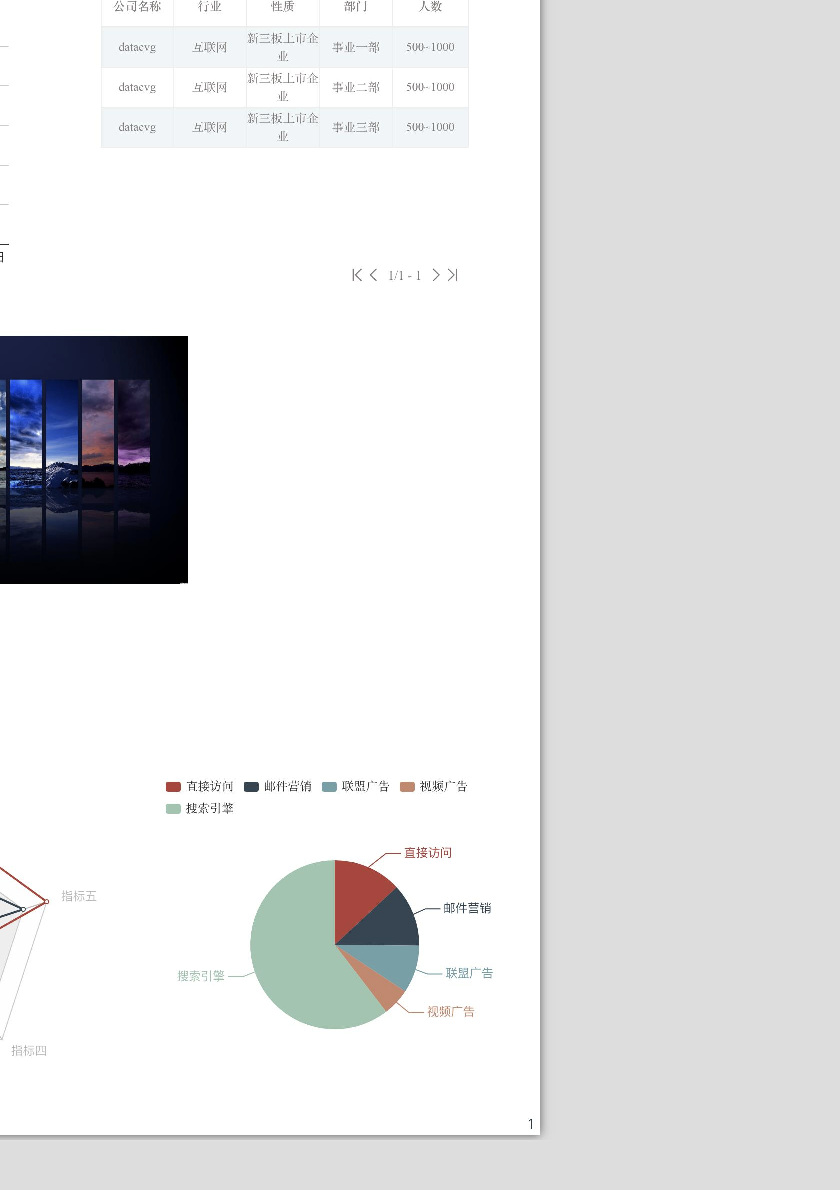 公司名称 行业 性质 部门 人数
datacvg 互联网 新三板上市企业 事业一部 500~1000
datacvg 互联网 新三板上市企业 事业二部 500~1000
datacvg 互联网 新三板上市企业 事业三部 500~1000
1/1 - 1
直接访问 邮件营销 联盟广告 视频广告
搜索引擎
直接访问
指标五
邮件营销
联盟广告
搜索引擎
视频广告
指标四
1